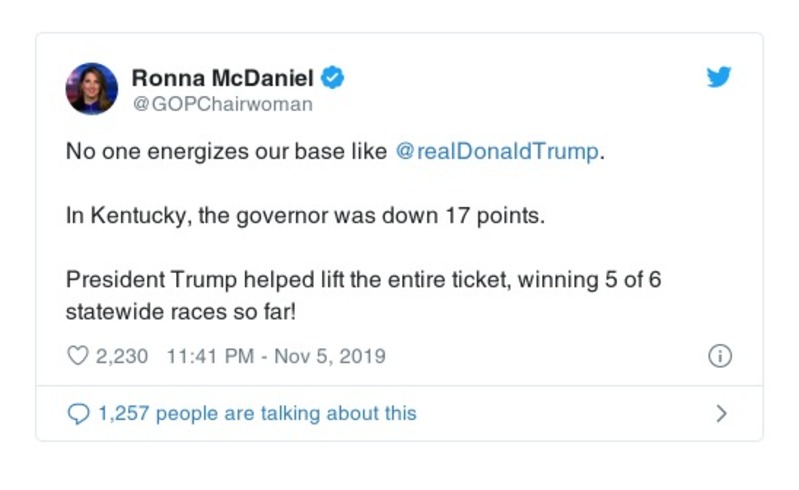 Ronna McDaniel
@GOPChairwoman
No one energizes our base like @realDonaldTrump.
In Kentucky, the governor was down 17 points.
President Trump helped lift the entire ticket, winning 5 of 6
statewide races so far!
2,230 11:41 PM - Nov 5, 2019
1,257 people are talking about this